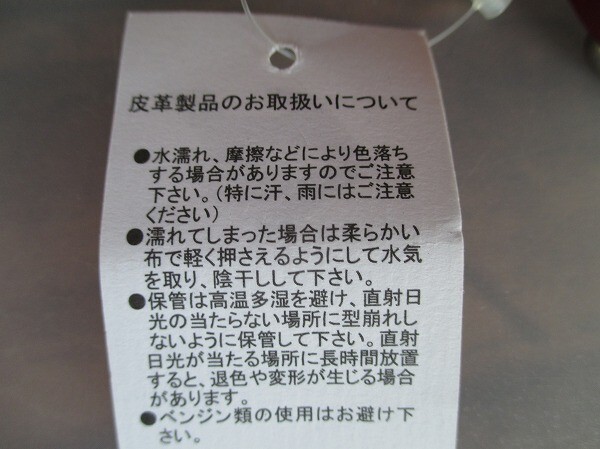 皮革製品のお取扱いについて
●水濡れ、摩擦などにより色落ち
する場合がありますのでご注意
下さい。（特に汗、雨にはご注意
ください）
●濡れてしまった場合は柔らかい
布で軽く押さえるようにして水気
を取り、陰干しして下さい。
●保管は高温多湿を避け、直射日
光の当たらない場所に型崩れし
ないように保管して下さい。直射
日光が当たる場所に長時間放置
すると、退色や変形が生じる場合
があります。
●ベンジン類の使用はお避け下
さい。